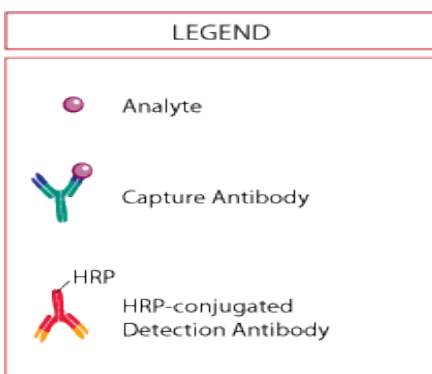 LEGEND
Analyte
Capture Antibody
HRP
HRP-conjugated
Detection Antibody